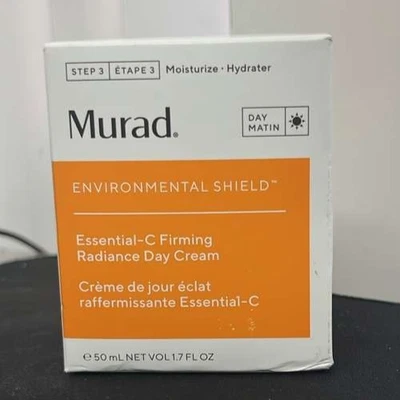 STEP 3 ÉTAPE 3 Moisturize · Hydrater
Murad.
DAY
MATIN
ENVIRONMENTAL SHIELD™
Essential-C Firming
Radiance Day Cream
Crème de jour éclat
raffermissante Essential-C
℮ 50 mL NET VOL 1.7 FL OZ